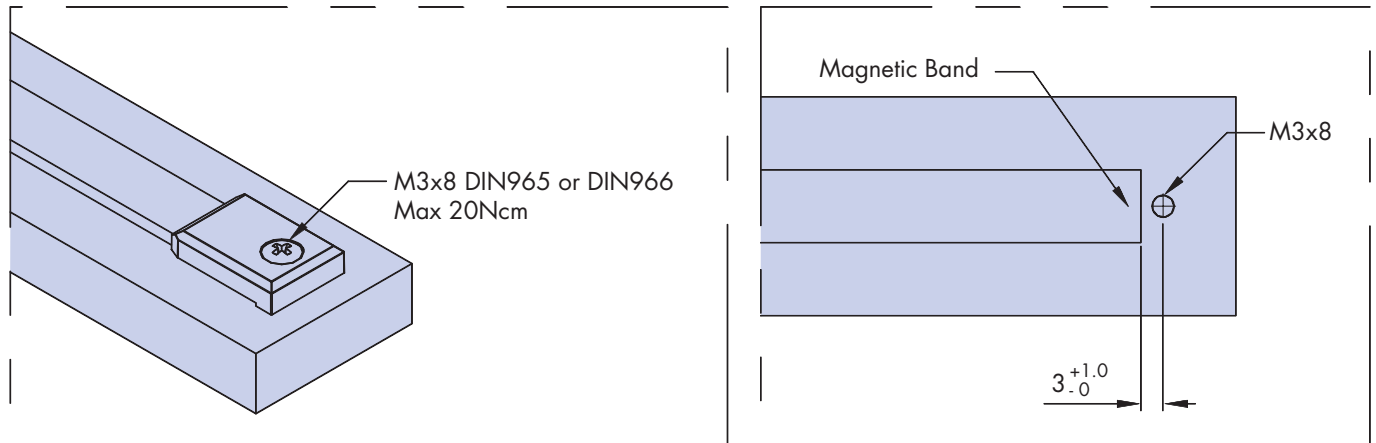 M3x8 DIN965 or DIN966
Max 20Ncm
Magnetic Band
M3x8
3 +1.0
- 0